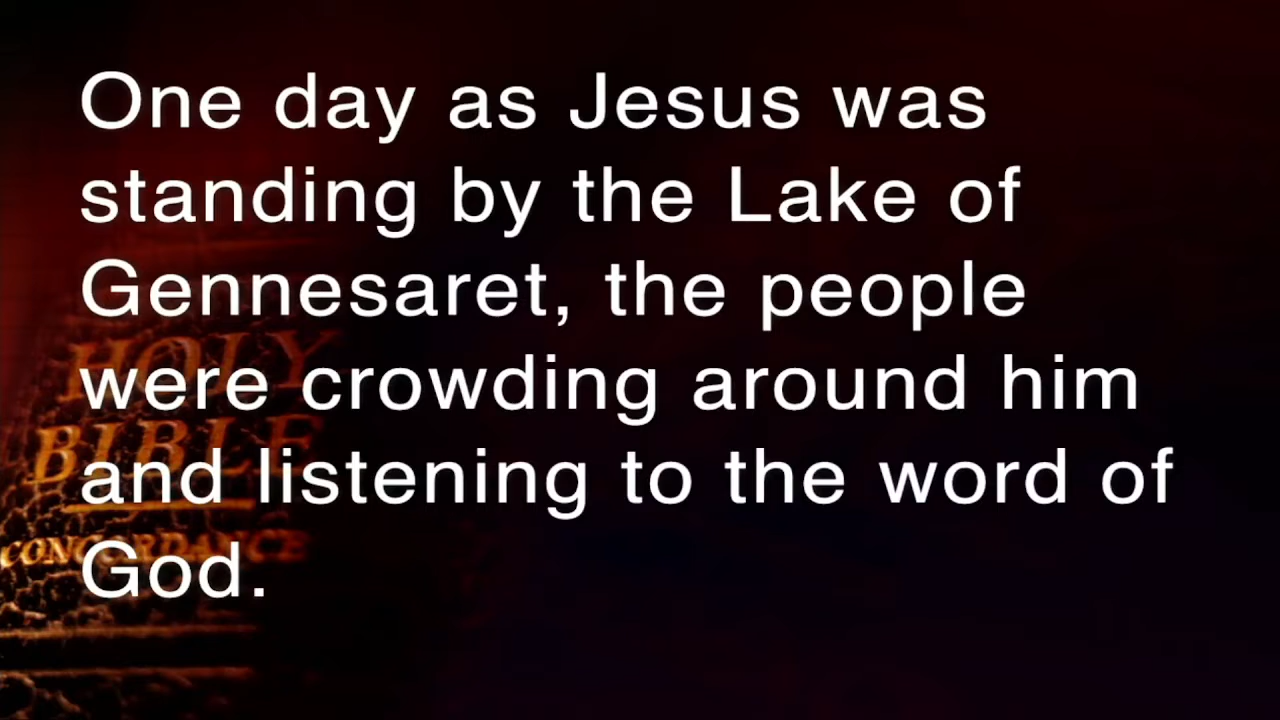 One day as Jesus was
standing by the Lake of
Gennesaret, the people
were crowding around him
and listening to the word of
God.
HOLY
BIBLE
CONCORDANCE